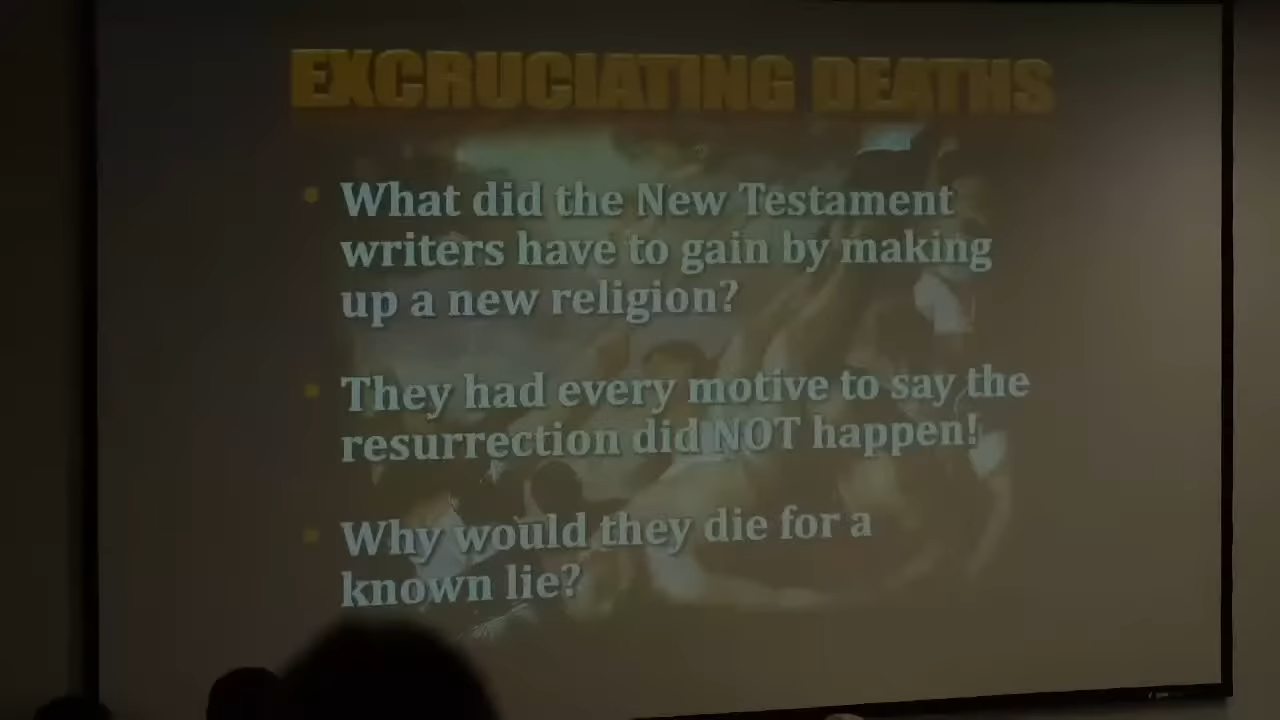 EXCRUCIATING DEATHS
• What did the New Testament
writers have to gain by making
up a new religion?
• They had every motive to say the
resurrection did NOT happen!
• Why would they die for a
known lie?